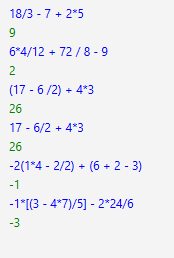 18/3 - 7 + 2*5
9
6*4/12 + 72 / 8 - 9
2
(17 - 6 /2) + 4*3
26
17 - 6/2 + 4*3
26
-2(1*4 - 2/2) + (6 + 2 - 3)
-1
-1*[(3 - 4*7)/5] - 2*24/6
-3